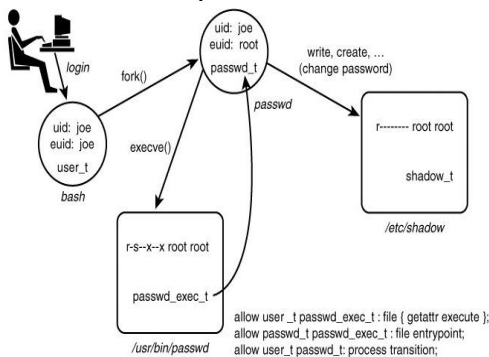 login
uid: joe
euid: joe
user_t
bash
fork()
uid: joe
euid: root
passwd_t
passwd
execve()
write, create, ...
(change password)
r-------- root root
shadow_t
/etc/shadow
r-s--x--x root root
passwd_exec_t
/usr/bin/passwd
allow user _t passwd_exec_t : file { getattr execute };
allow passwd_t passwd_exec_t : file entrypoint;
allow user_t passwd_t: process transition;